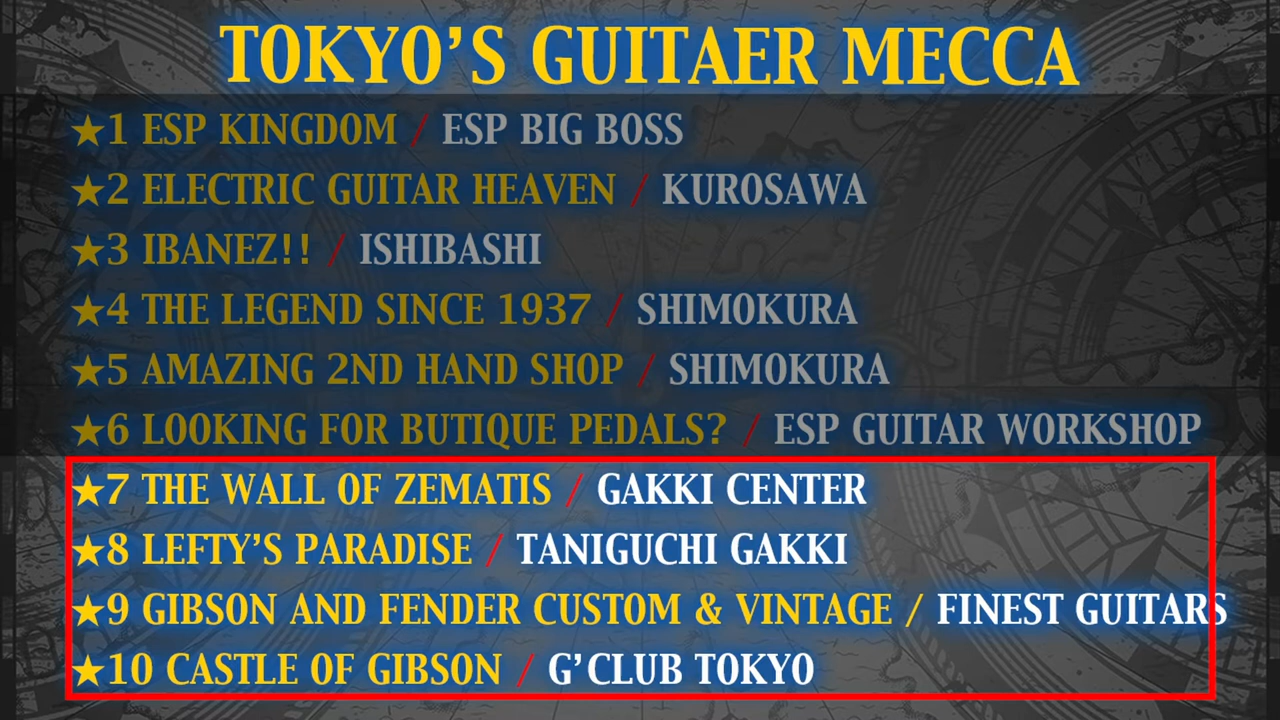 TOKYO'S GUITAER MECCA
★1 ESP KINGDOM / ESP BIG BOSS
★2 ELECTRIC GUITAR HEAVEN / KUROSAWA
★3 IBANEZ!! / ISHIBASHI
★4 THE LEGEND SINCE 1937 / SHIMOKURA
★5 AMAZING 2ND HAND SHOP / SHIMOKURA
★6 LOOKING FOR BUTIQUE PEDALS? / ESP GUITAR WORKSHOP
★7 THE WALL OF ZEMATIS / GAKKI CENTER
★8 LEFTY'S PARADISE / TANIGUCHI GAKKI
★9 GIBSON AND FENDER CUSTOM & VINTAGE / FINEST GUITARS
★10 CASTLE OF GIBSON / G'CLUB TOKYO